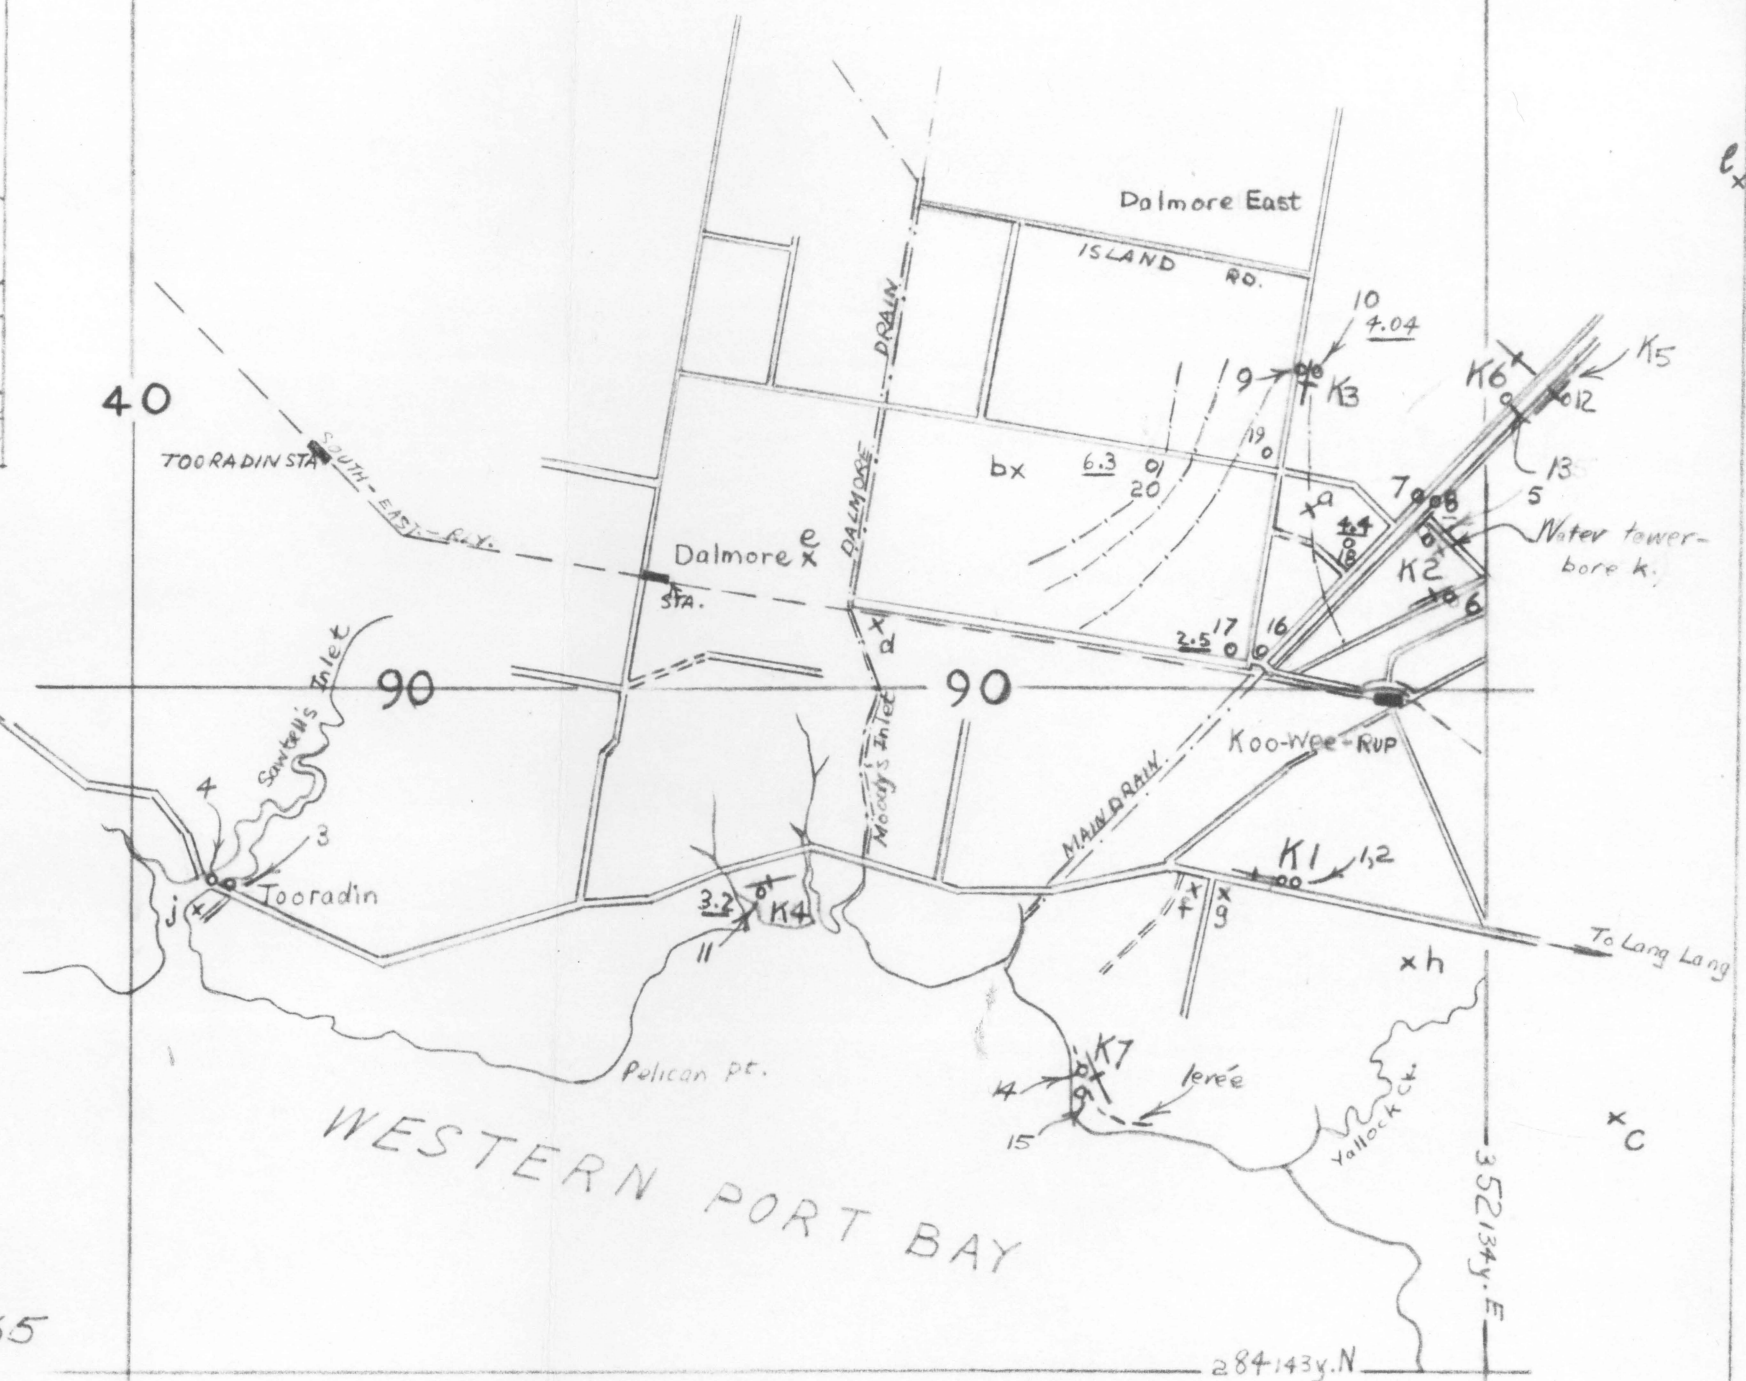 Dalmore East
ISLAND RD.
10
4.04
9
K3
K6
K5
12
13
5
Water tower-
bore k.
40
TOORADIN STA
SOUTH-EAST-RLY.
DALMORE DRAIN
bx
6.3
20
19
a
4.4
8
7
8
K2
6
Dalmore
e
STA.
d
2.5
17
16
90
90
Sawtell's Inlet
Moody's Inlet
MAIN DRAIN.
Koo-Wee-RUP
4
3
Tooradin
j
3.2
K4
11
K1
1,2
f
g
xh
To Lang Lang
Pelican pt.
K7
14
15
levée
Yallock Ck
c
WESTERN PORT BAY
352134y.E
284143y.N
65
l